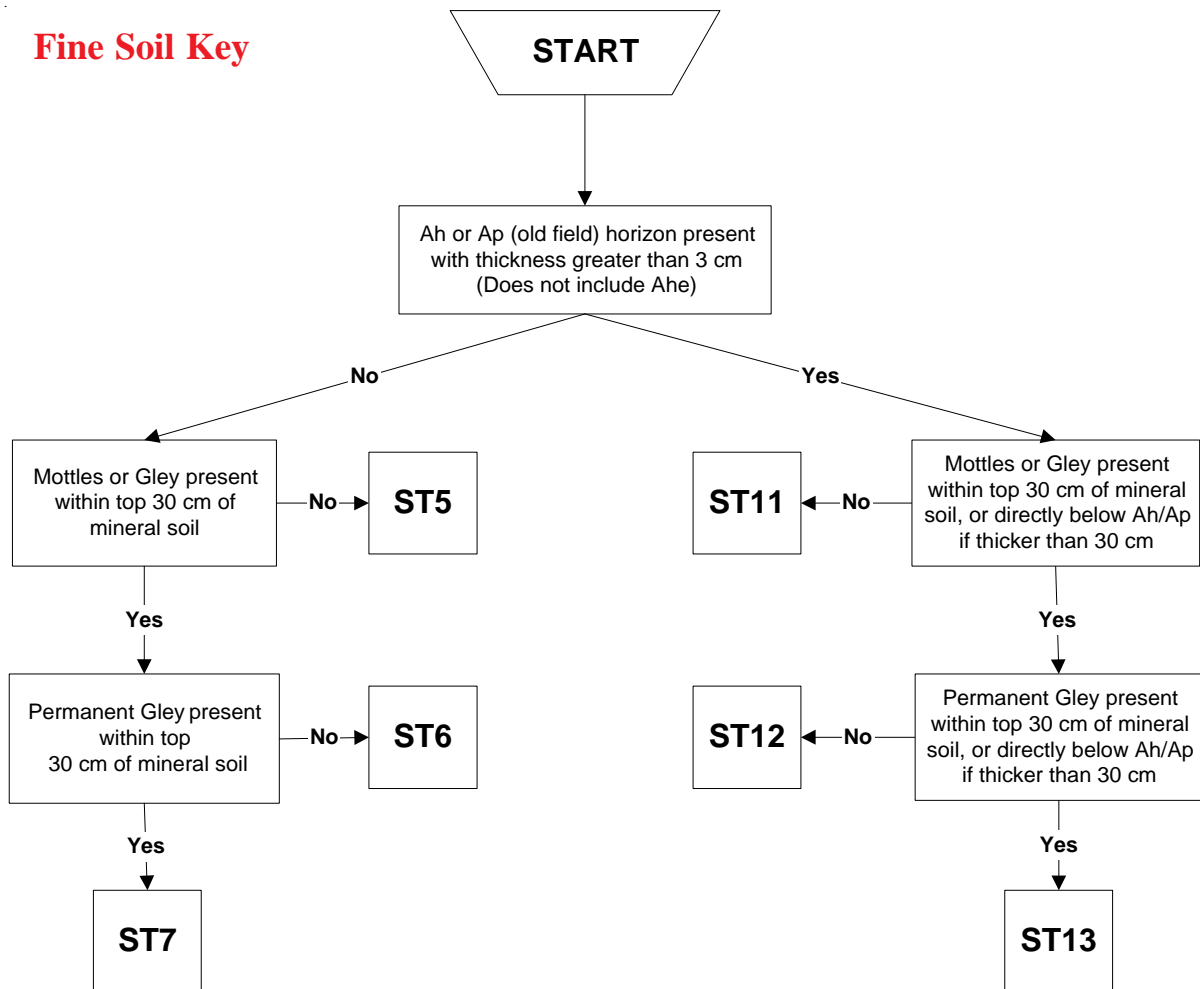 Fine Soil Key
START
Ah or Ap (old field) horizon present
with thickness greater than 3 cm
(Does not include Ahe)
No
Yes
Mottles or Gley present
within top 30 cm of
mineral soil
No
ST5
ST11
No
Mottles or Gley present
within top 30 cm of mineral
soil, or directly below Ah/Ap
if thicker than 30 cm
Yes
Yes
Permanent Gley present
within top
30 cm of mineral soil
No
ST6
ST12
No
Permanent Gley present
within top 30 cm of mineral
soil, or directly below Ah/Ap
if thicker than 30 cm
Yes
Yes
ST7
ST13